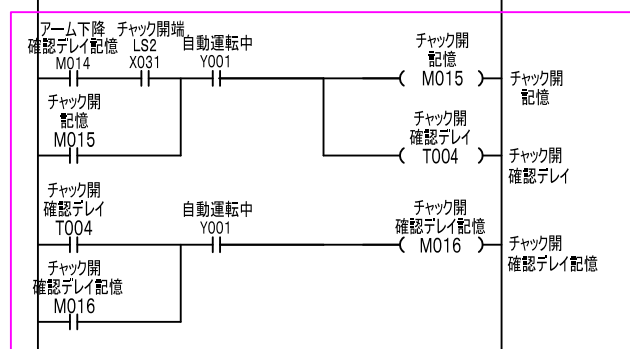 アーム下降
確認デレイ記憶
M014
チャック開端
LS2
X031
自動運転中
Y001
チャック開
記憶
M015
チャック開
記憶
チャック開
記憶
M015
チャック開
確認デレイ
T004
チャック開
確認デレイ
チャック開
確認デレイ
T004
自動運転中
Y001
チャック開
確認デレイ記憶
M016
チャック開
確認デレイ記憶
チャック開
確認デレイ記憶
M016